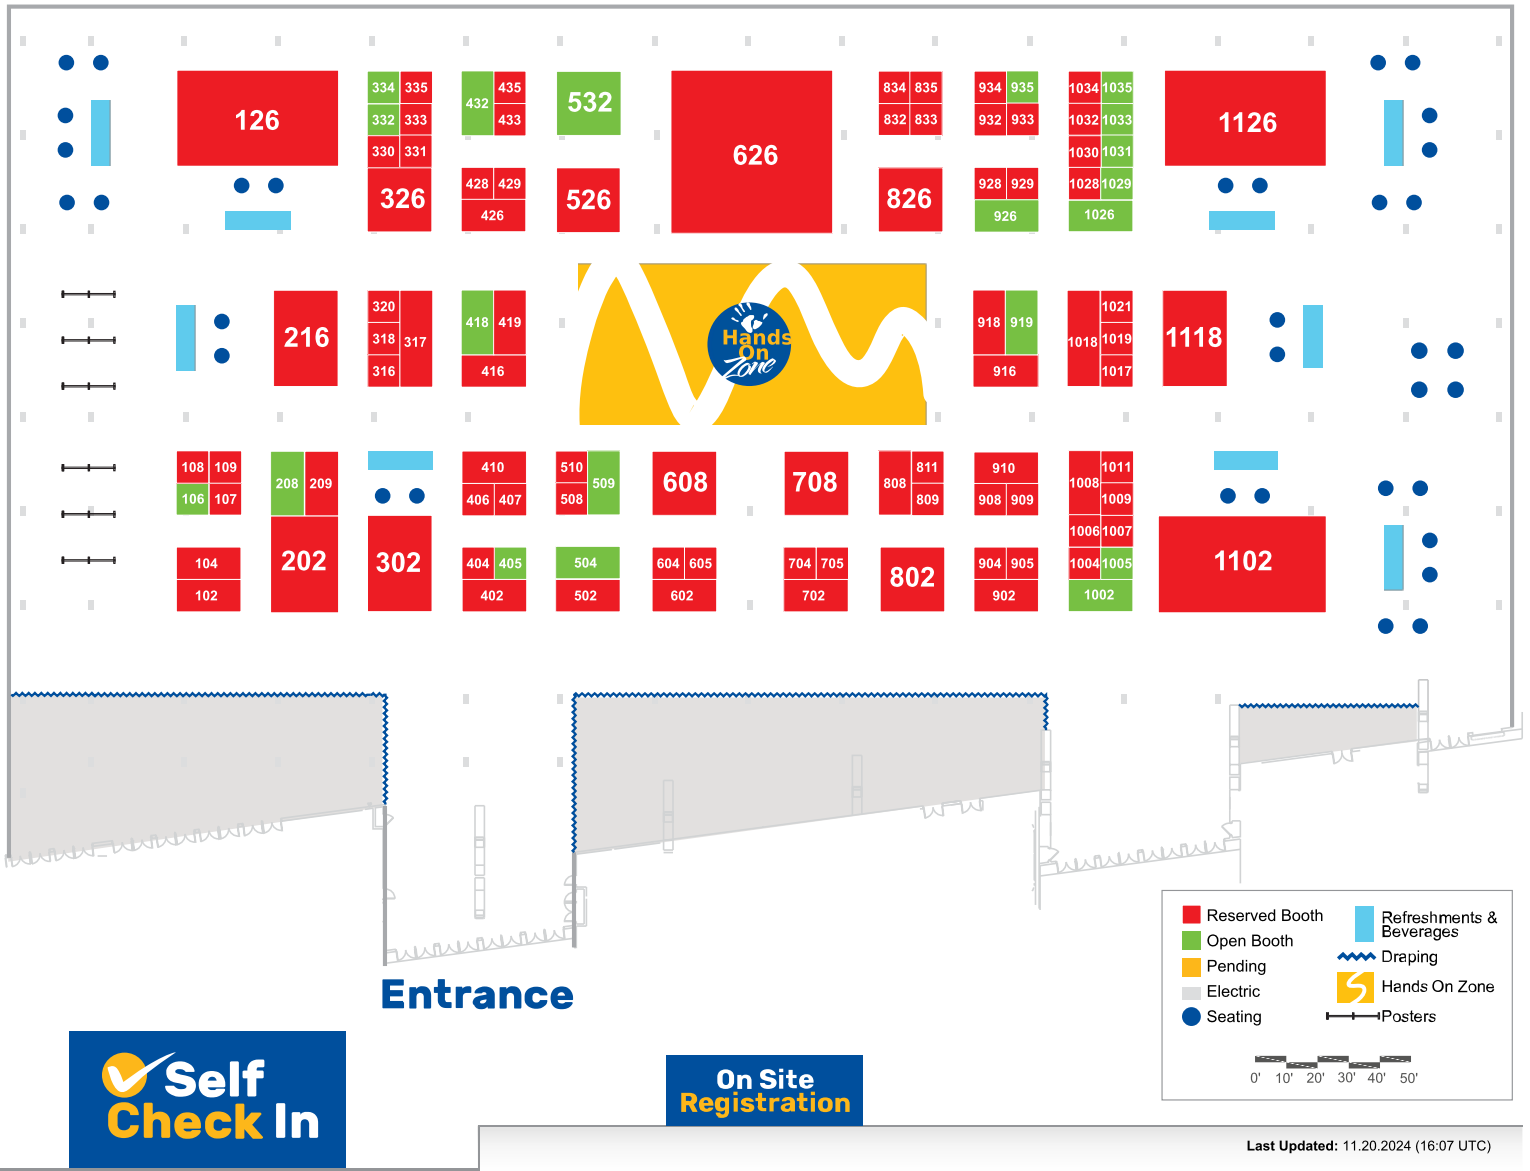 334 335 432 435 532 834 835 934 935 1034 1035
126 332 333 433 626 832 833 932 933 1032 1033 1126
330 331 1030 1031
326 428 429 526 826 928 929 1028 1029
426 926 1026
320 418 419 918 919 1021
216 318 317 1018 1019 1118
316 416 916 1017
Hands
On
Zone
108 109 208 209 410 510 509 608 708 808 811 910 1008 1011
106 107 406 407 508 809 908 909 1009
1006 1007
104 202 302 404 405 504 604 605 704 705 802 904 905 1004 1005 1102
102 402 502 602 702 902 1002
Entrance
Self
Check In
On Site
Registration
Reserved Booth
Open Booth
Pending
Electric
Seating
Refreshments &
Beverages
Draping
Hands On Zone
Posters
0' 10' 20' 30' 40' 50'
Last Updated: 11.20.2024 (16:07 UTC)